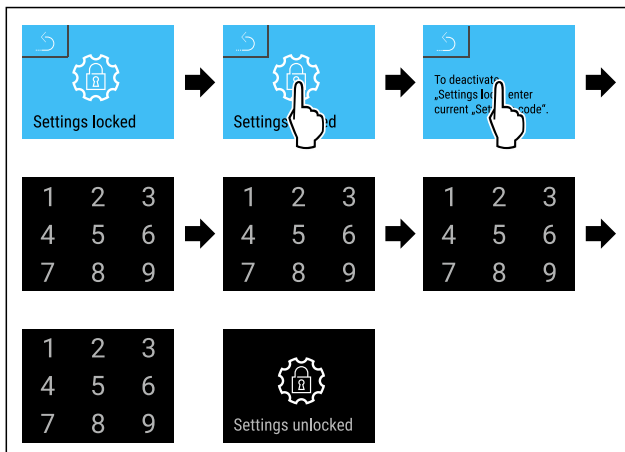 Settings locked
Settings
To deactivate
„Settings enter
current code“.
1 2 3
4 5 6
7 8 9
1 2 3
4 5 6
7 8 9
1 2 3
4 5 6
7 8 9
1 2 3
4 5 6
7 8 9
Settings unlocked